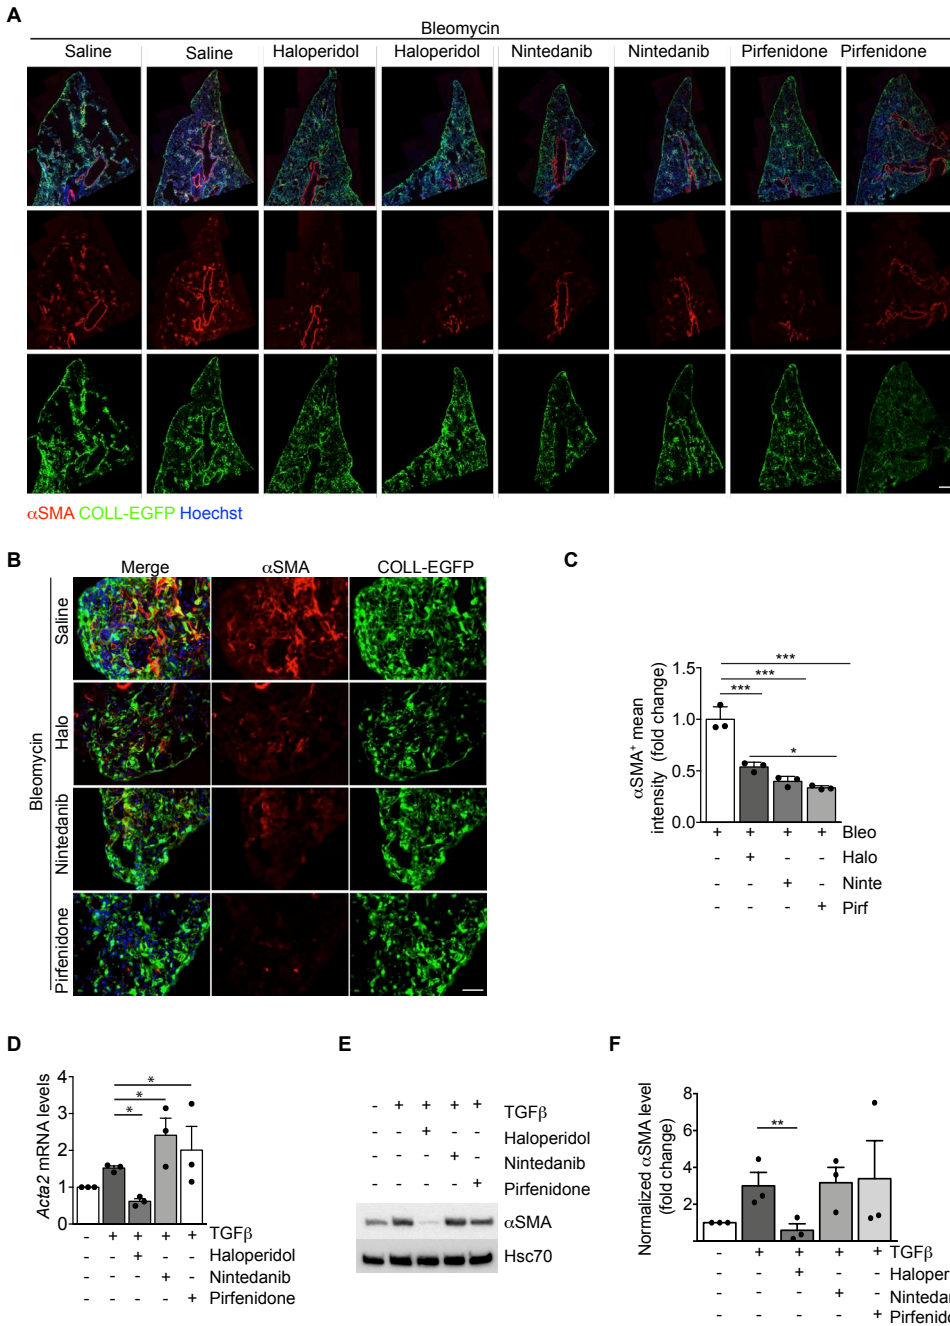 A
Bleomycin
Saline Saline Haloperidol Haloperidol Nintedanib Nintedanib Pirfenidone Pirfenidone
αSMA COLL-EGFP Hoechst
B
Merge αSMA COLL-EGFP
Bleomycin
Saline
Halo
Nintedanib
Pirfenidone
C
αSMA+ mean
intensity (fold change)
1.5
1.0
0.5
0.0
***
***
***
*
+ + + + Bleo
- + - - Halo
- - + - Ninte
- - - + Pirf
D
Acta2 mRNA levels
4
3
2
1
0
*
*
*
- + + + + TGFβ
- - + - - Haloperidol
- - - + - Nintedanib
- - - - + Pirfenidone
E
- + + + + TGFβ
- - + - - Haloperidol
- - - + - Nintedanib
- - - - + Pirfenidone
αSMA
Hsc70
F
Normalized αSMA level
(fold change)
8
6
4
2
**
- + + + + TGFβ
- - + - - Haloper
- - - + - Nintedan
- - - - + Pirfenido